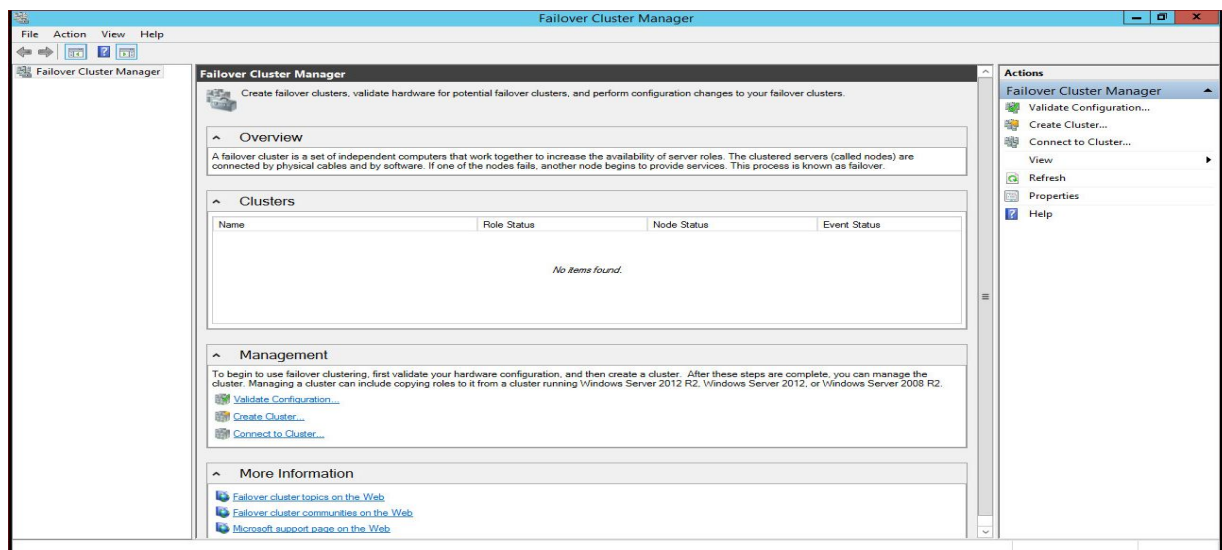 Failover Cluster Manager
File Action View Help
Failover Cluster Manager
Failover Cluster Manager
Create failover clusters, validate hardware for potential failover clusters, and perform configuration changes to your failover clusters.
Overview
A failover cluster is a set of independent computers that work together to increase the availability of server roles. The clustered servers (called nodes) are
connected by physical cables and by software. If one of the nodes fails, another node begins to provide services. This process is known as failover.
Clusters
Name Role Status Node Status Event Status
No items found.
Management
To begin to use failover clustering, first validate your hardware configuration, and then create a cluster. After these steps are complete, you can manage the
cluster. Managing a cluster can include copying roles to it from a cluster running Windows Server 2012 R2, Windows Server 2012, or Windows Server 2008 R2.
Validate Configuration...
Create Cluster...
Connect to Cluster...
More Information
Failover cluster topics on the Web
Failover cluster communities on the Web
Microsoft support page on the Web
Actions
Failover Cluster Manager
Validate Configuration...
Create Cluster...
Connect to Cluster...
View
Refresh
Properties
Help